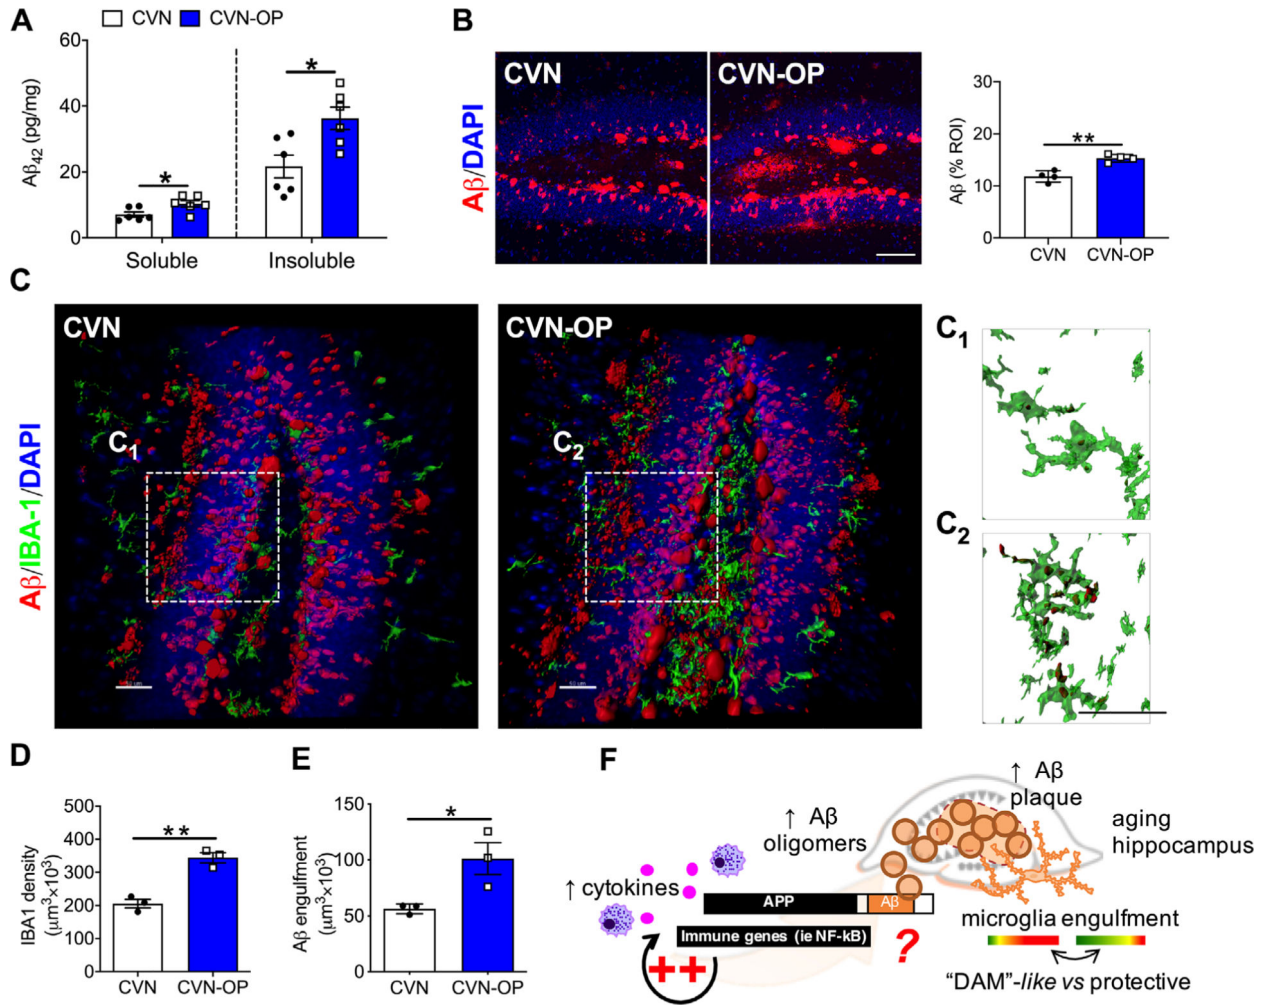 A
CVN CVN-OP
Aβ42 (pg/mg)
60
40
20
0
*
*
Soluble Insoluble
B
Aβ/DAPI
CVN CVN-OP
Aβ (% ROI)
30
20
10
0
**
CVN CVN-OP
C
Aβ/IBA-1/DAPI
CVN
C1
50 um
CVN-OP
C2
50 um
C1
C2
D
IBA1 density
(μm³×10³)
500
400
300
200
100
0
**
CVN CVN-OP
E
Aβ engulfment
(μm³×10³)
150
100
50
0
*
CVN CVN-OP
F
↑ Aβ
plaque
↑ Aβ
oligomers
aging
hippocampus
↑ cytokines
APP Aβ
Immune genes (ie NF-kB)
?
++
microglia engulfment
“DAM”-like vs protective